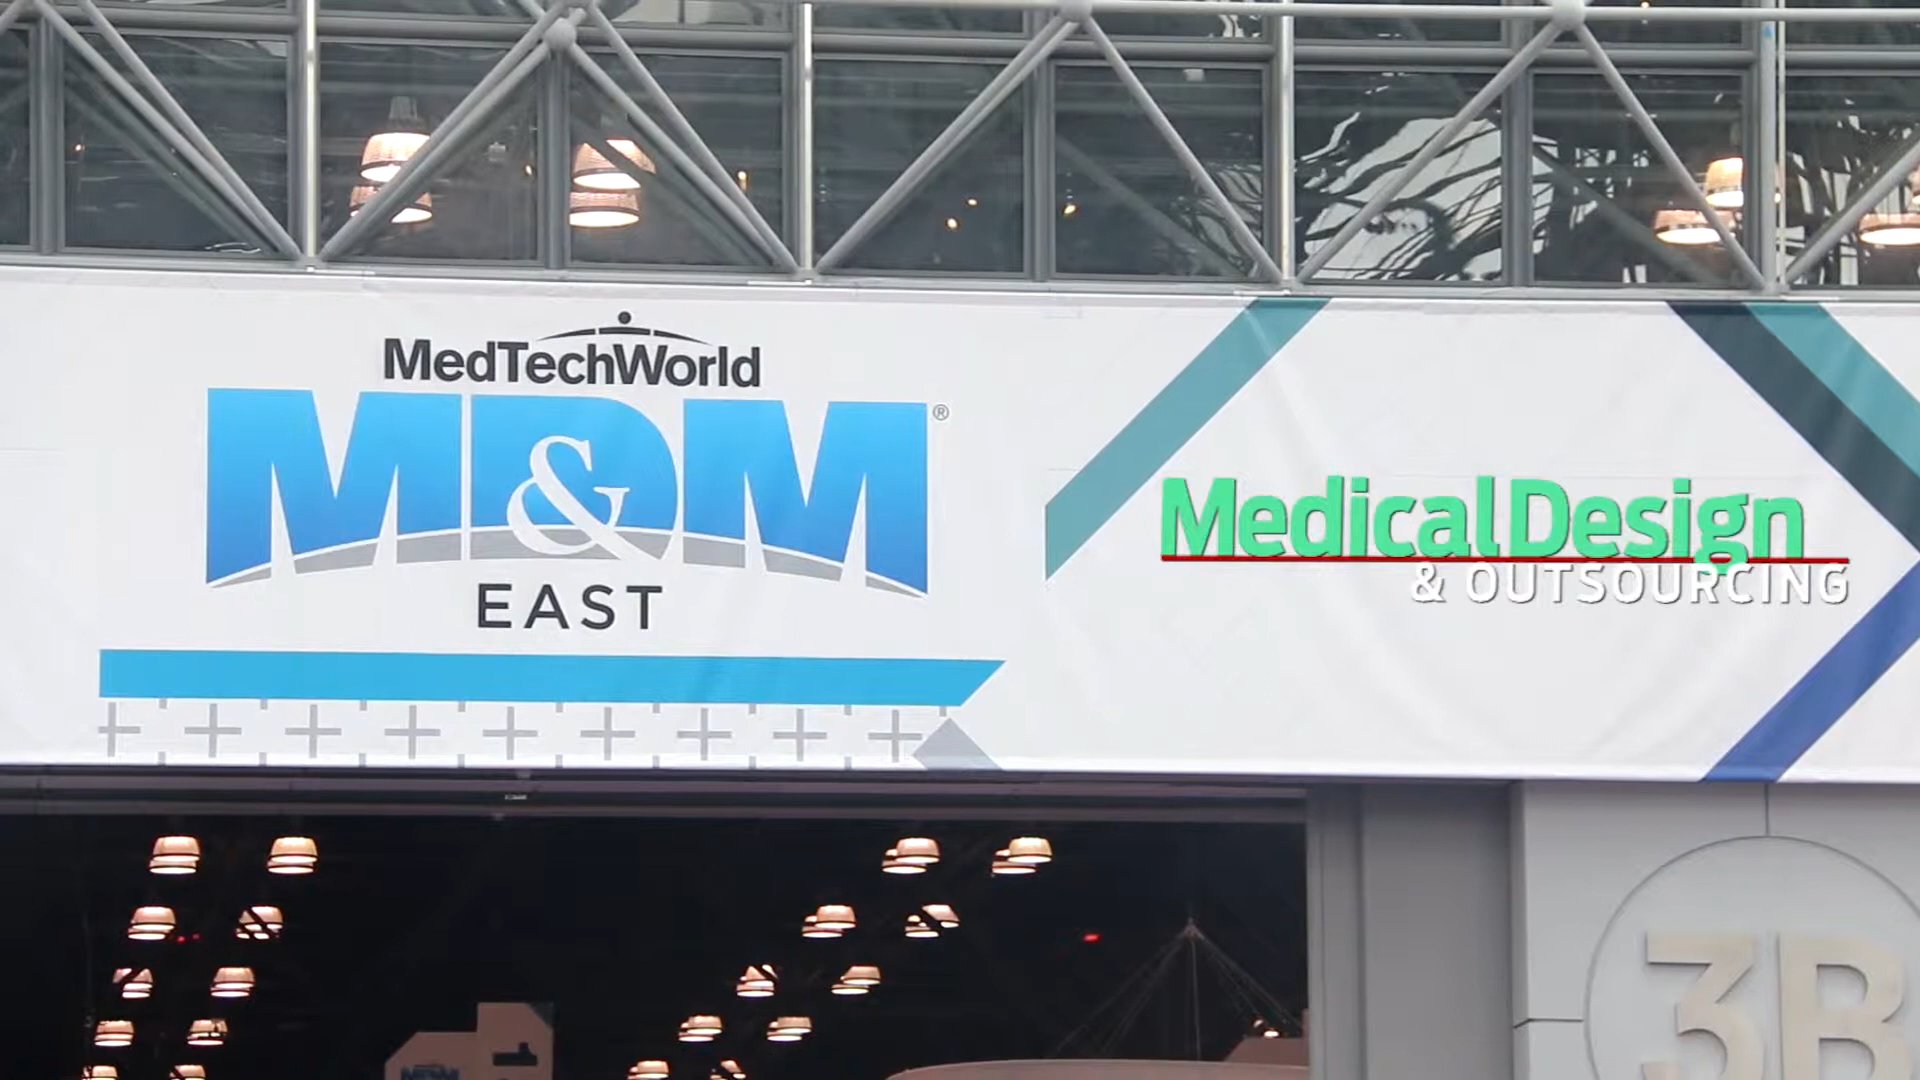 MedTechWorld
MD&M®
EAST
MedicalDesign
& OUTSOURCING
3B